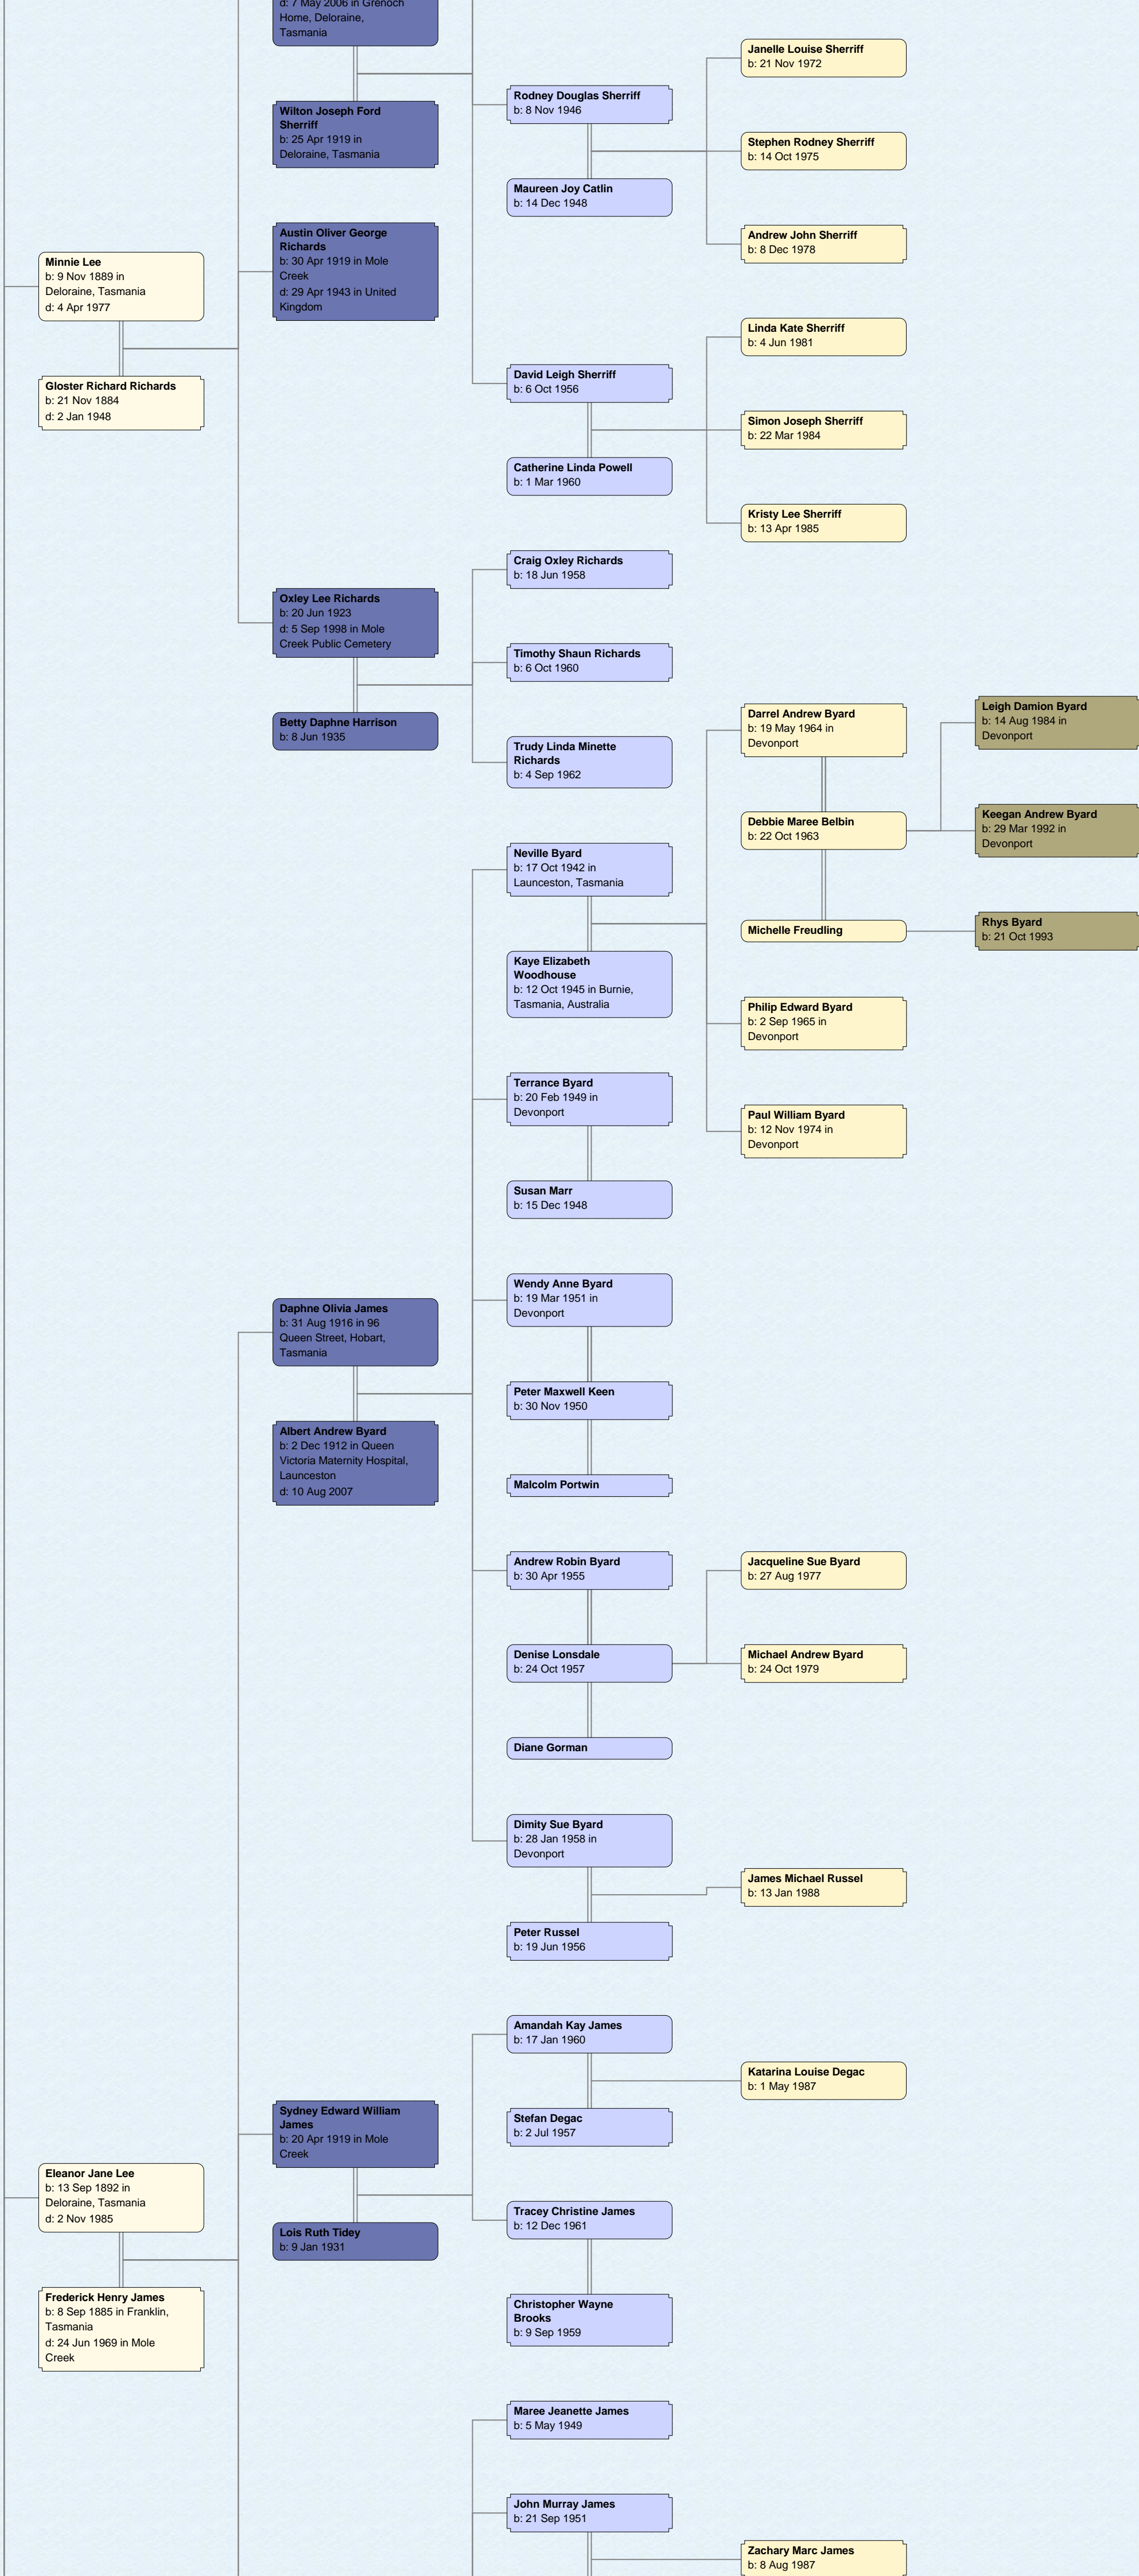 d: 7 May 2006 in Grenoch
Home, Deloraine,
Tasmania
Janelle Louise Sherriff
b: 21 Nov 1972
Rodney Douglas Sherriff
b: 8 Nov 1946
Wilton Joseph Ford
Sherriff
b: 25 Apr 1919 in
Deloraine, Tasmania
Stephen Rodney Sherriff
b: 14 Oct 1975
Maureen Joy Catlin
b: 14 Dec 1948
Austin Oliver George
Richards
b: 30 Apr 1919 in Mole
Creek
d: 29 Apr 1943 in United
Kingdom
Andrew John Sherriff
b: 8 Dec 1978
Minnie Lee
b: 9 Nov 1889 in
Deloraine, Tasmania
d: 4 Apr 1977
Linda Kate Sherriff
b: 4 Jun 1981
David Leigh Sherriff
b: 6 Oct 1956
Gloster Richard Richards
b: 21 Nov 1884
d: 2 Jan 1948
Simon Joseph Sherriff
b: 22 Mar 1984
Catherine Linda Powell
b: 1 Mar 1960
Kristy Lee Sherriff
b: 13 Apr 1985
Craig Oxley Richards
b: 18 Jun 1958
Oxley Lee Richards
b: 20 Jun 1923
d: 5 Sep 1998 in Mole
Creek Public Cemetery
Timothy Shaun Richards
b: 6 Oct 1960
Leigh Damion Byard
b: 14 Aug 1984 in
Devonport
Darrel Andrew Byard
b: 19 May 1964 in
Devonport
Betty Daphne Harrison
b: 8 Jun 1935
Trudy Linda Minette
Richards
b: 4 Sep 1962
Keegan Andrew Byard
b: 29 Mar 1992 in
Devonport
Debbie Maree Belbin
b: 22 Oct 1963
Neville Byard
b: 17 Oct 1942 in
Launceston, Tasmania
Rhys Byard
b: 21 Oct 1993
Michelle Freudling
Kaye Elizabeth
Woodhouse
b: 12 Oct 1945 in Burnie,
Tasmania, Australia
Philip Edward Byard
b: 2 Sep 1965 in
Devonport
Terrance Byard
b: 20 Feb 1949 in
Devonport
Paul William Byard
b: 12 Nov 1974 in
Devonport
Susan Marr
b: 15 Dec 1948
Wendy Anne Byard
b: 19 Mar 1951 in
Devonport
Daphne Olivia James
b: 31 Aug 1916 in 96
Queen Street, Hobart,
Tasmania
Peter Maxwell Keen
b: 30 Nov 1950
Albert Andrew Byard
b: 2 Dec 1912 in Queen
Victoria Maternity Hospital,
Launceston
d: 10 Aug 2007
Malcolm Portwin
Andrew Robin Byard
b: 30 Apr 1955
Jacqueline Sue Byard
b: 27 Aug 1977
Denise Lonsdale
b: 24 Oct 1957
Michael Andrew Byard
b: 24 Oct 1979
Diane Gorman
Dimity Sue Byard
b: 28 Jan 1958 in
Devonport
James Michael Russel
b: 13 Jan 1988
Peter Russel
b: 19 Jun 1956
Amandah Kay James
b: 17 Jan 1960
Katarina Louise Degac
b: 1 May 1987
Sydney Edward William
James
b: 20 Apr 1919 in Mole
Creek
Stefan Degac
b: 2 Jul 1957
Eleanor Jane Lee
b: 13 Sep 1892 in
Deloraine, Tasmania
d: 2 Nov 1985
Tracey Christine James
b: 12 Dec 1961
Lois Ruth Tidey
b: 9 Jan 1931
Frederick Henry James
b: 8 Sep 1885 in Franklin,
Tasmania
d: 24 Jun 1969 in Mole
Creek
Christopher Wayne
Brooks
b: 9 Sep 1959
Maree Jeanette James
b: 5 May 1949
John Murray James
b: 21 Sep 1951
Zachary Marc James
b: 8 Aug 1987